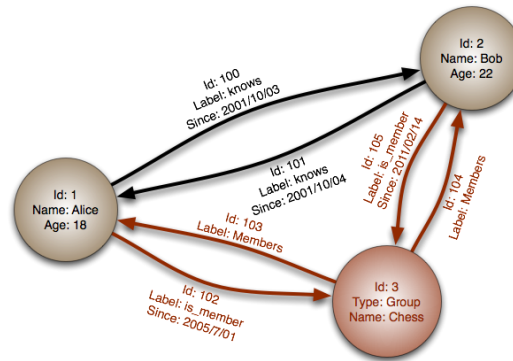 Id: 2
Name: Bob
Age: 22
Id: 100
Label: knows
Since: 2001/10/03
Id: 101
Label: knows
Since: 2001/10/04
Id: 105
Label: is_member
Since: 2011/02/14
Id: 104
Label: Members
Id: 1
Name: Alice
Age: 18
Id: 103
Label: Members
Id: 102
Label: is_member
Since: 2005/7/01
Id: 3
Type: Group
Name: Chess